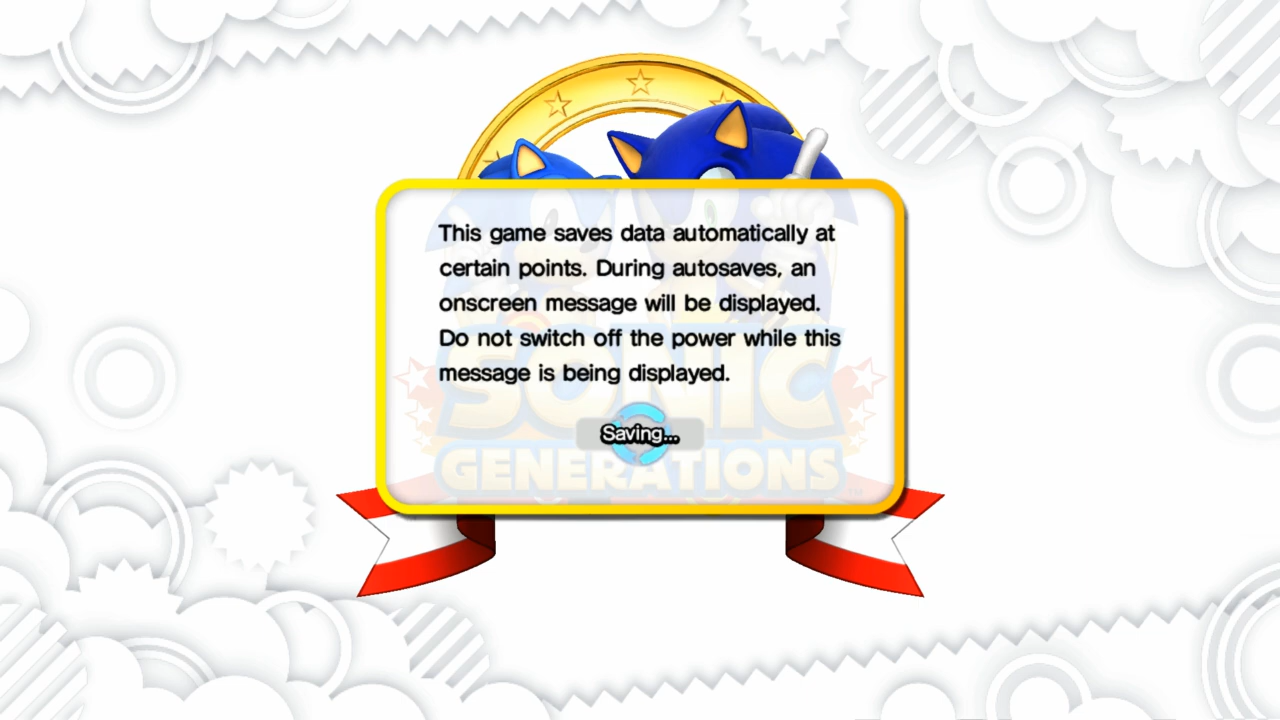 This game saves data automatically at
certain points. During autosaves, an
onscreen message will be displayed.
Do not switch off the power while this
message is being displayed.
Saving...
SONIC
GENERATIONS
TM